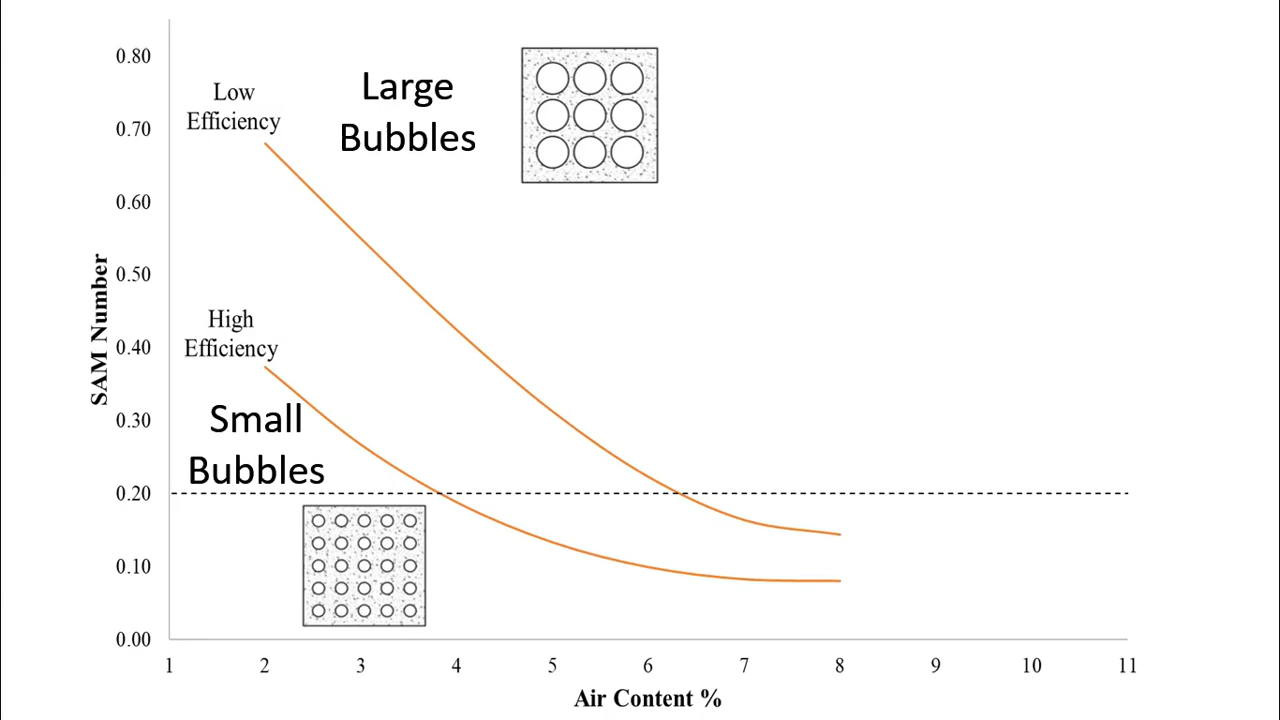 0.80
Low
Efficiency
Large
Bubbles
0.70
0.60
0.50
SAM Number
High
Efficiency
0.40
Small
Bubbles
0.30
0.20
0.10
0.00
1 2 3 4 5 6 7 8 9 10 11
Air Content %